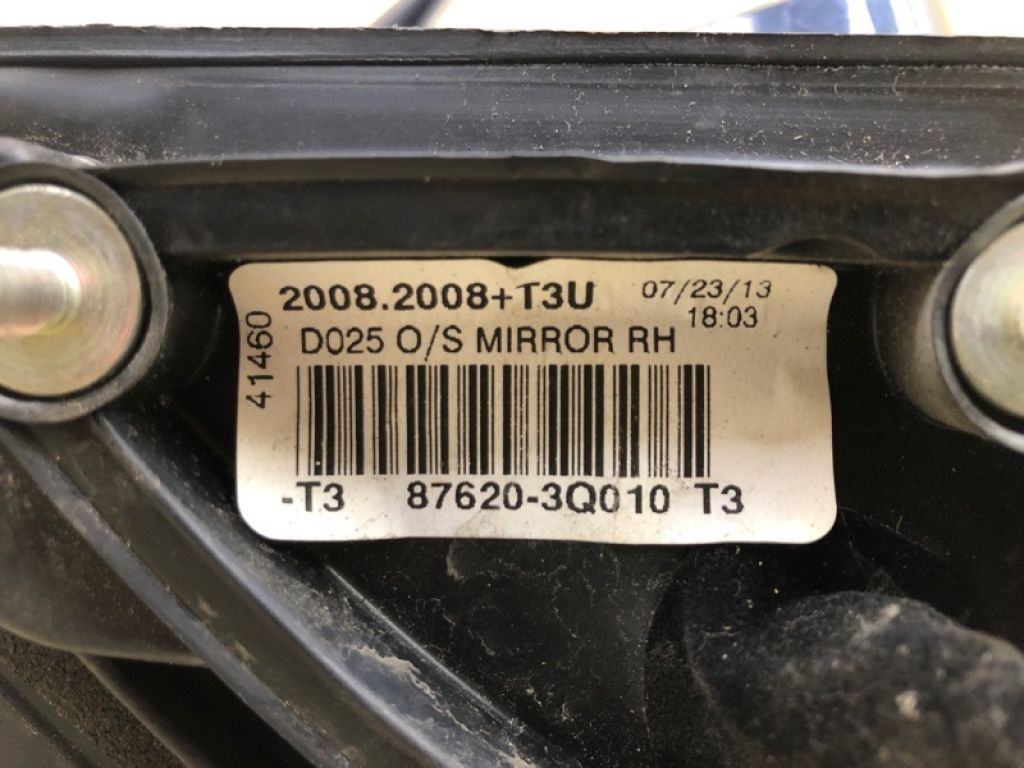 2008.2008+T3U 07/23/13
18:03
D025 O/S MIRROR RH
41460
-T3 87620-3Q010 T3